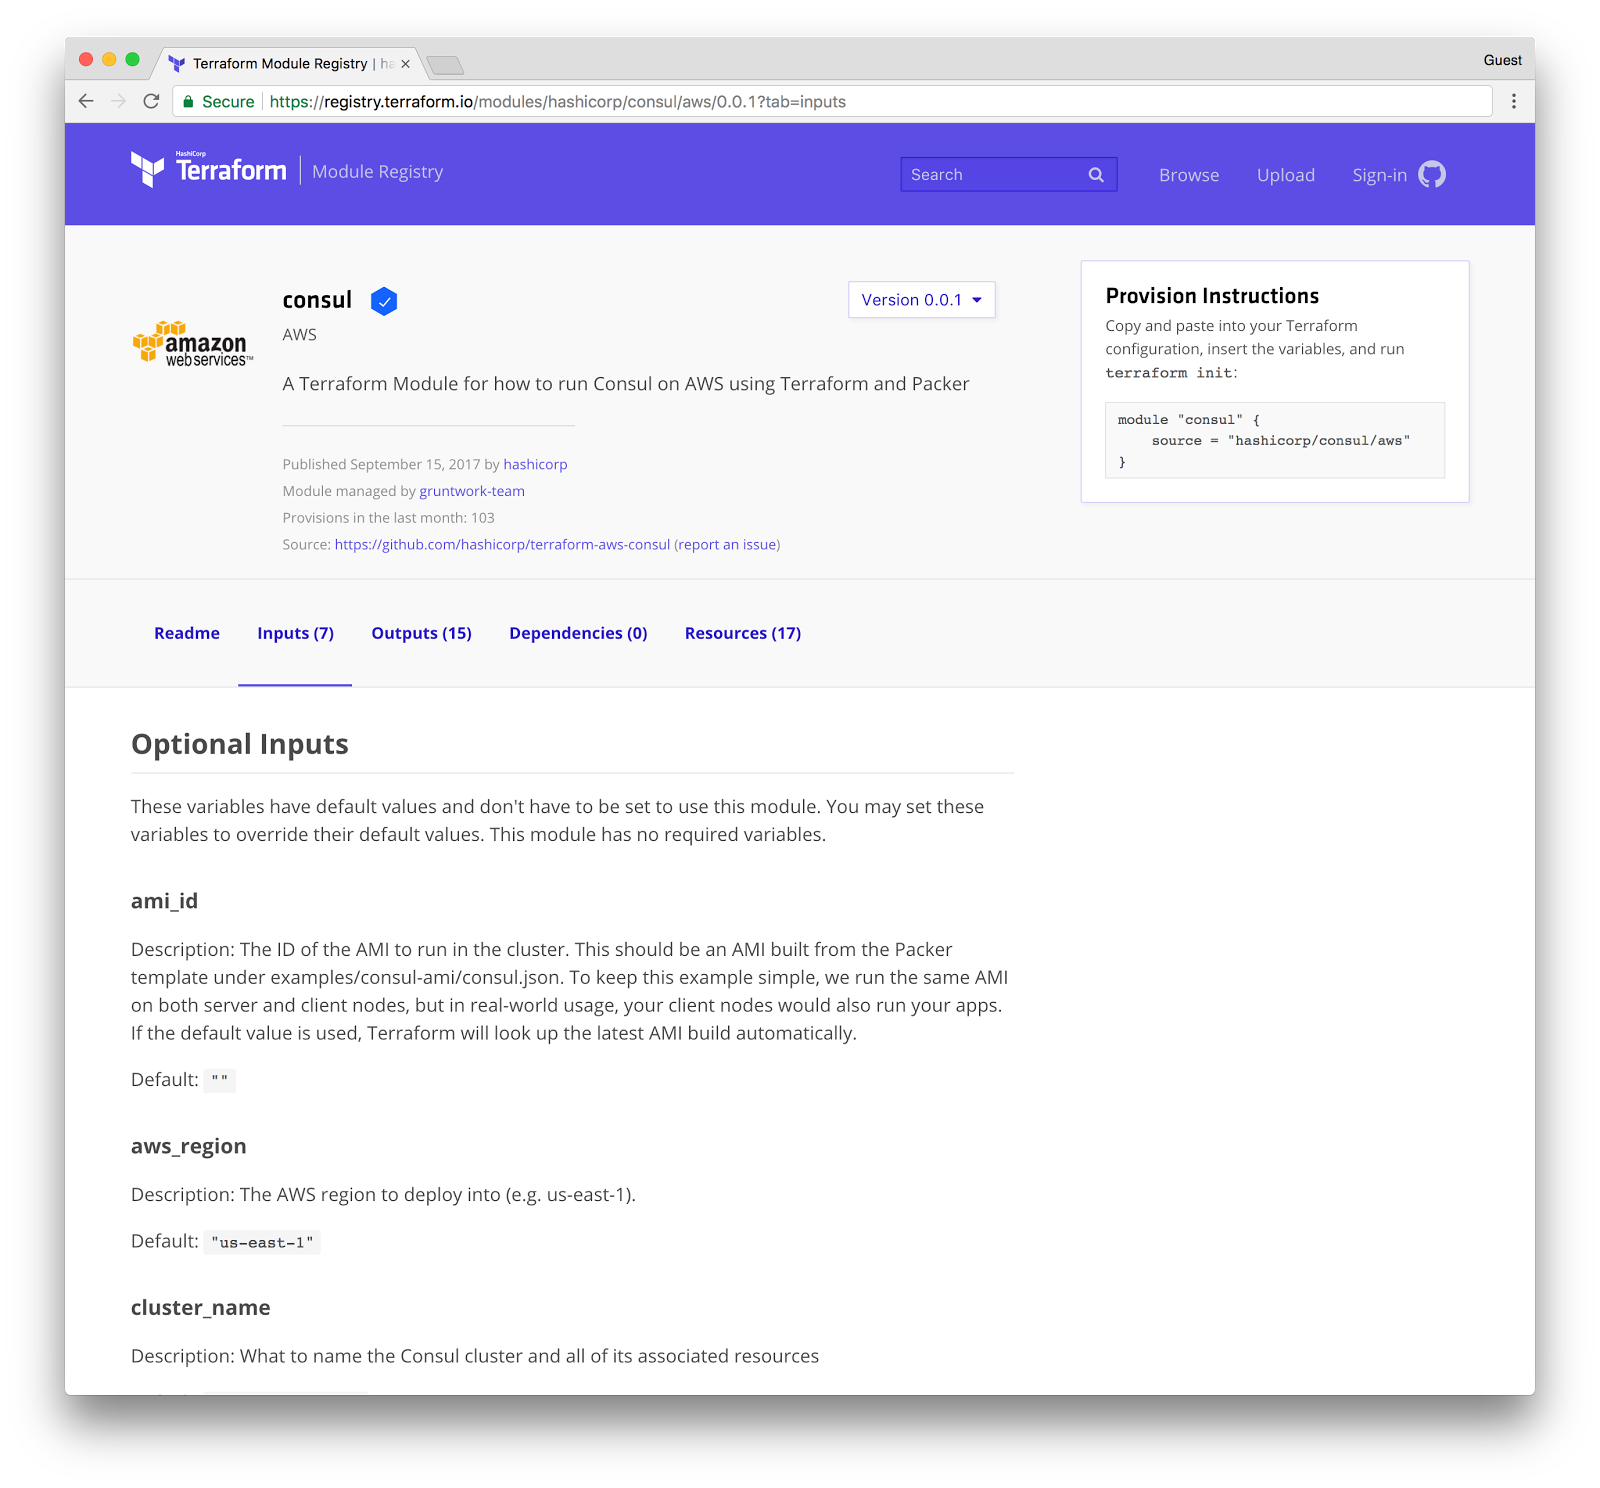 Terraform Module Registry | ha
Guest
Secure https://registry.terraform.io/modules/hashicorp/consul/aws/0.0.1?tab=inputs
HashiCorp
Terraform Module Registry
Search
Browse
Upload
Sign-in
consul
Version 0.0.1
AWS
amazon
webservices™
A Terraform Module for how to run Consul on AWS using Terraform and Packer
Published September 15, 2017 by hashicorp
Module managed by gruntwork-team
Provisions in the last month: 103
Source: https://github.com/hashicorp/terraform-aws-consul (report an issue)
Provision Instructions
Copy and paste into your Terraform
configuration, insert the variables, and run
terraform init:
module "consul" {
source = "hashicorp/consul/aws"
}
Readme
Inputs (7)
Outputs (15)
Dependencies (0)
Resources (17)
Optional Inputs
These variables have default values and don't have to be set to use this module. You may set these
variables to override their default values. This module has no required variables.
ami_id
Description: The ID of the AMI to run in the cluster. This should be an AMI built from the Packer
template under examples/consul-ami/consul.json. To keep this example simple, we run the same AMI
on both server and client nodes, but in real-world usage, your client nodes would also run your apps.
If the default value is used, Terraform will look up the latest AMI build automatically.
Default: ""
aws_region
Description: The AWS region to deploy into (e.g. us-east-1).
Default: "us-east-1"
cluster_name
Description: What to name the Consul cluster and all of its associated resources